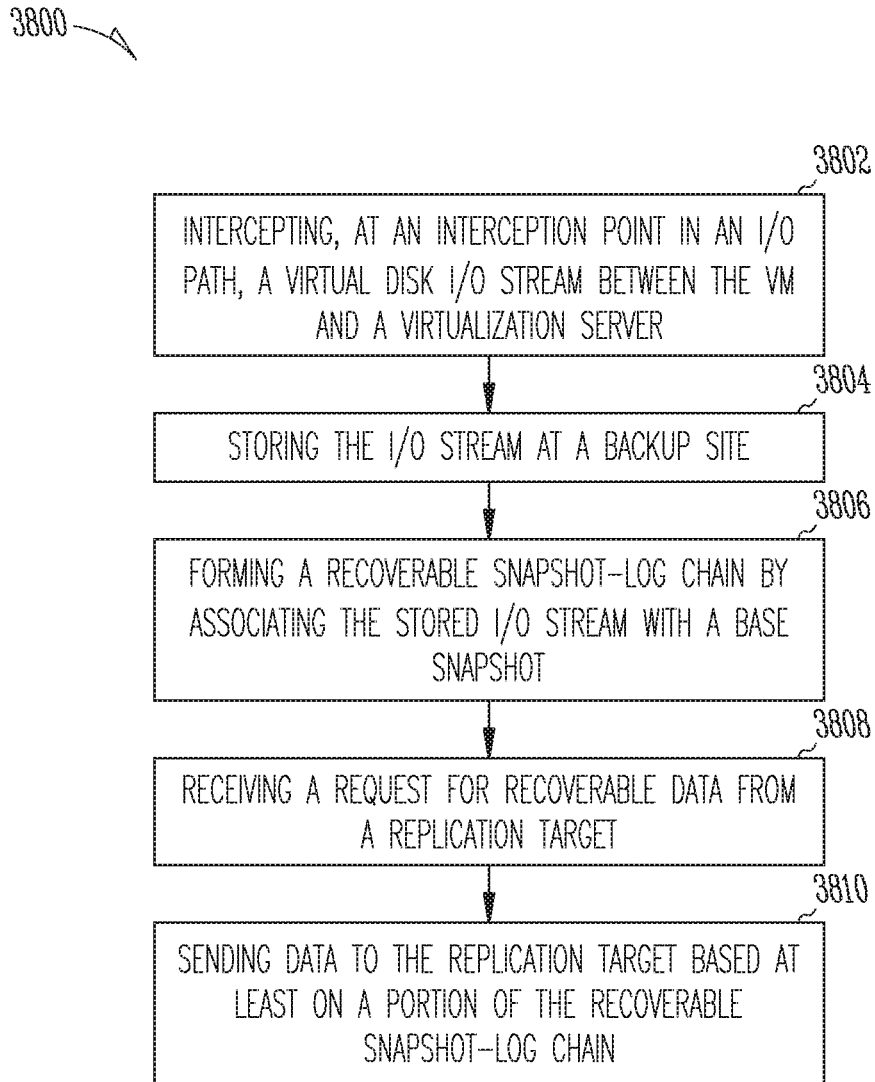 3800
3802
INTERCEPTING, AT AN INTERCEPTION POINT IN AN I/O
PATH, A VIRTUAL DISK I/O STREAM BETWEEN THE VM
AND A VIRTUALIZATION SERVER
3804
STORING THE I/O STREAM AT A BACKUP SITE
3806
FORMING A RECOVERABLE SNAPSHOT-LOG CHAIN BY
ASSOCIATING THE STORED I/O STREAM WITH A BASE
SNAPSHOT
3808
RECEIVING A REQUEST FOR RECOVERABLE DATA FROM
A REPLICATION TARGET
3810
SENDING DATA TO THE REPLICATION TARGET BASED AT
LEAST ON A PORTION OF THE RECOVERABLE
SNAPSHOT-LOG CHAIN